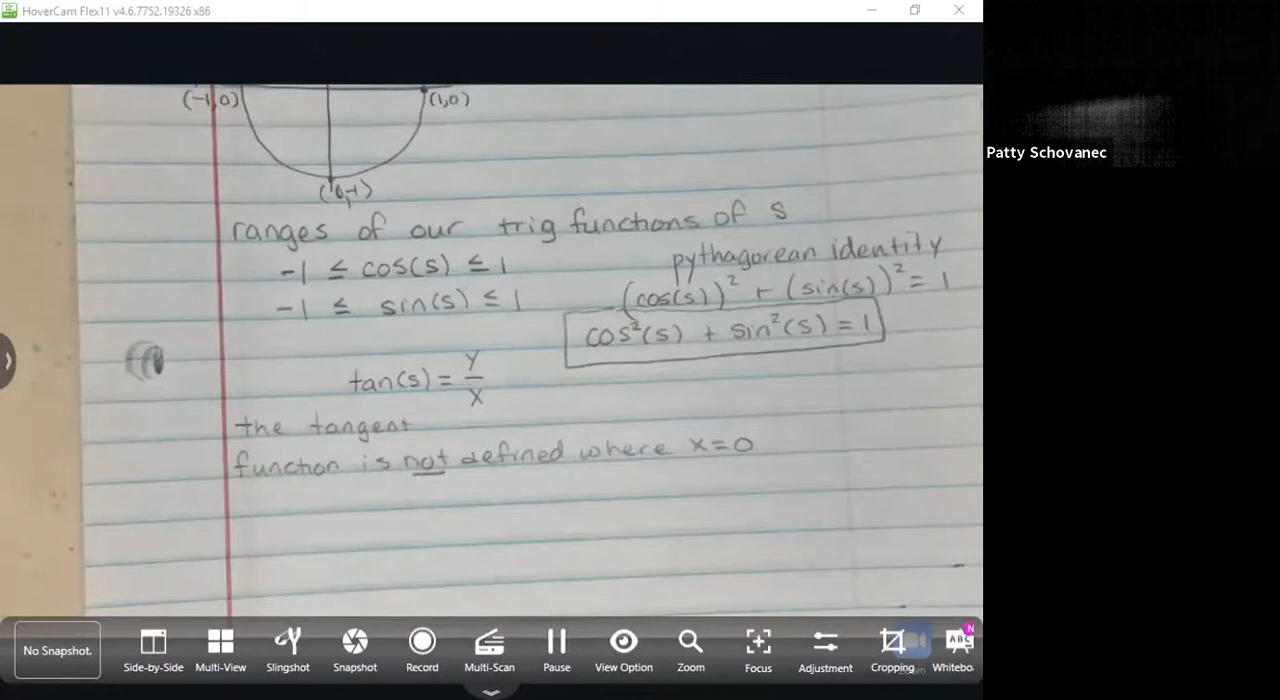 HoverCam Flex11 v4.6.7752.19326 x86
(-1,0)
(1,0)
(0,-1)
ranges of our trig functions of s
-1 ≤ cos(s) ≤ 1
-1 ≤ sin(s) ≤ 1
pythagorean identity
(cos(s))² + (sin(s))² = 1
cos²(s) + sin²(s) = 1
tan(s) = y/x
the tangent
function is not defined where x=0
Patty Schovanec
No Snapshot.
Side-by-Side
Multi-View
Slingshot
Snapshot
Record
Multi-Scan
Pause
View Option
Zoom
Focus
Adjustment
Cropping
ABC
N
Whitebo